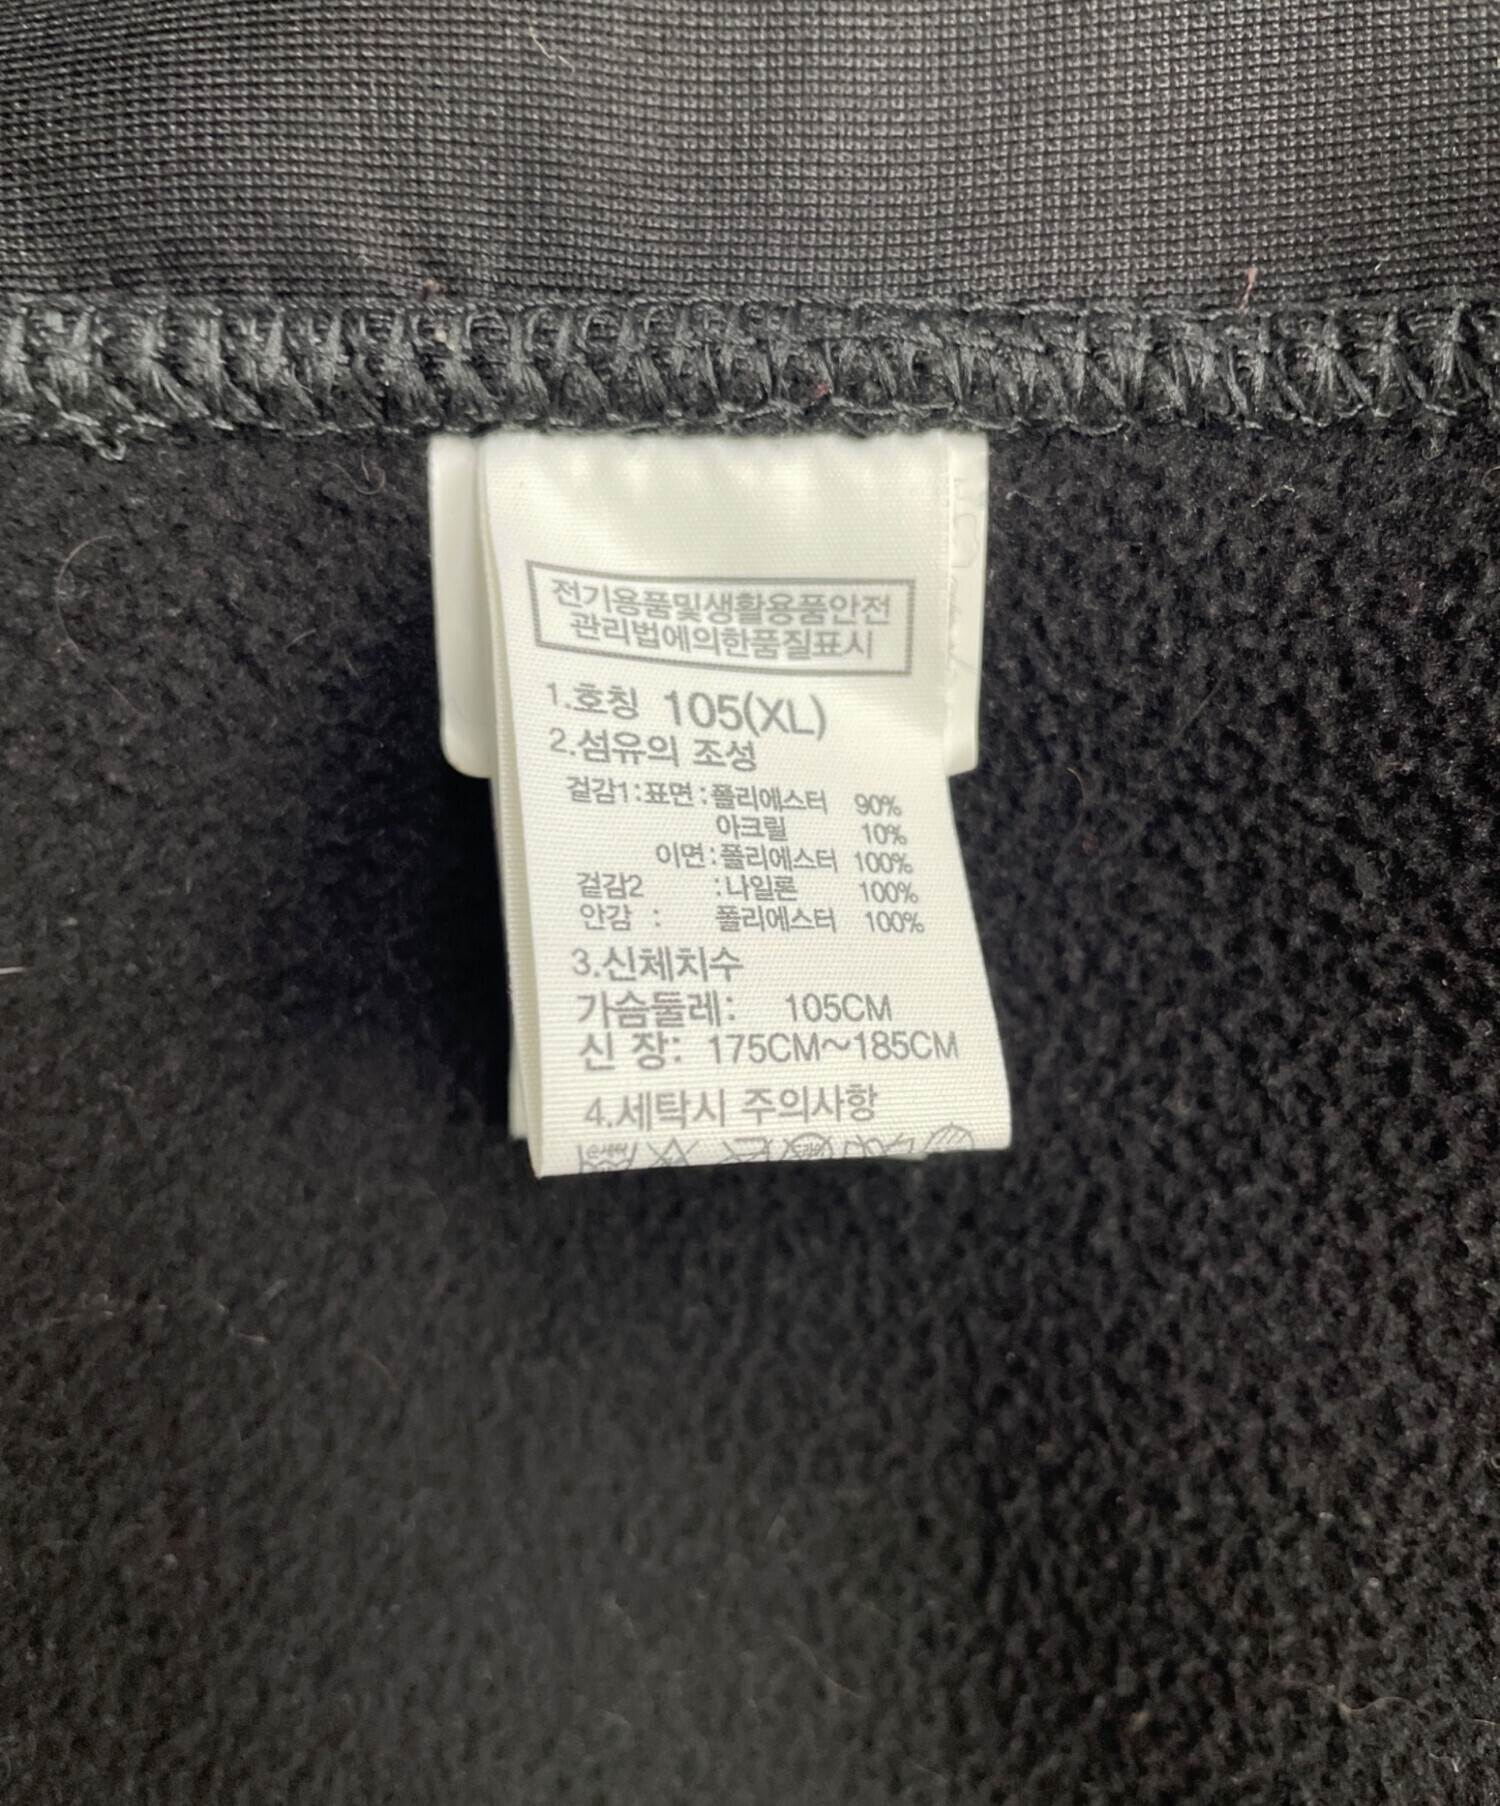 전기용품및생활용품안전
관리법에의한품질표시
1.호칭 105(XL)
2.섬유의 조성
겉감1:표면:폴리에스터 90%
아크릴 10%
이면:폴리에스터 100%
겉감2 :나일론 100%
안감 : 폴리에스터 100%
3.신체치수
가슴둘레: 105CM
신 장: 175CM~185CM
4.세탁시 주의사항